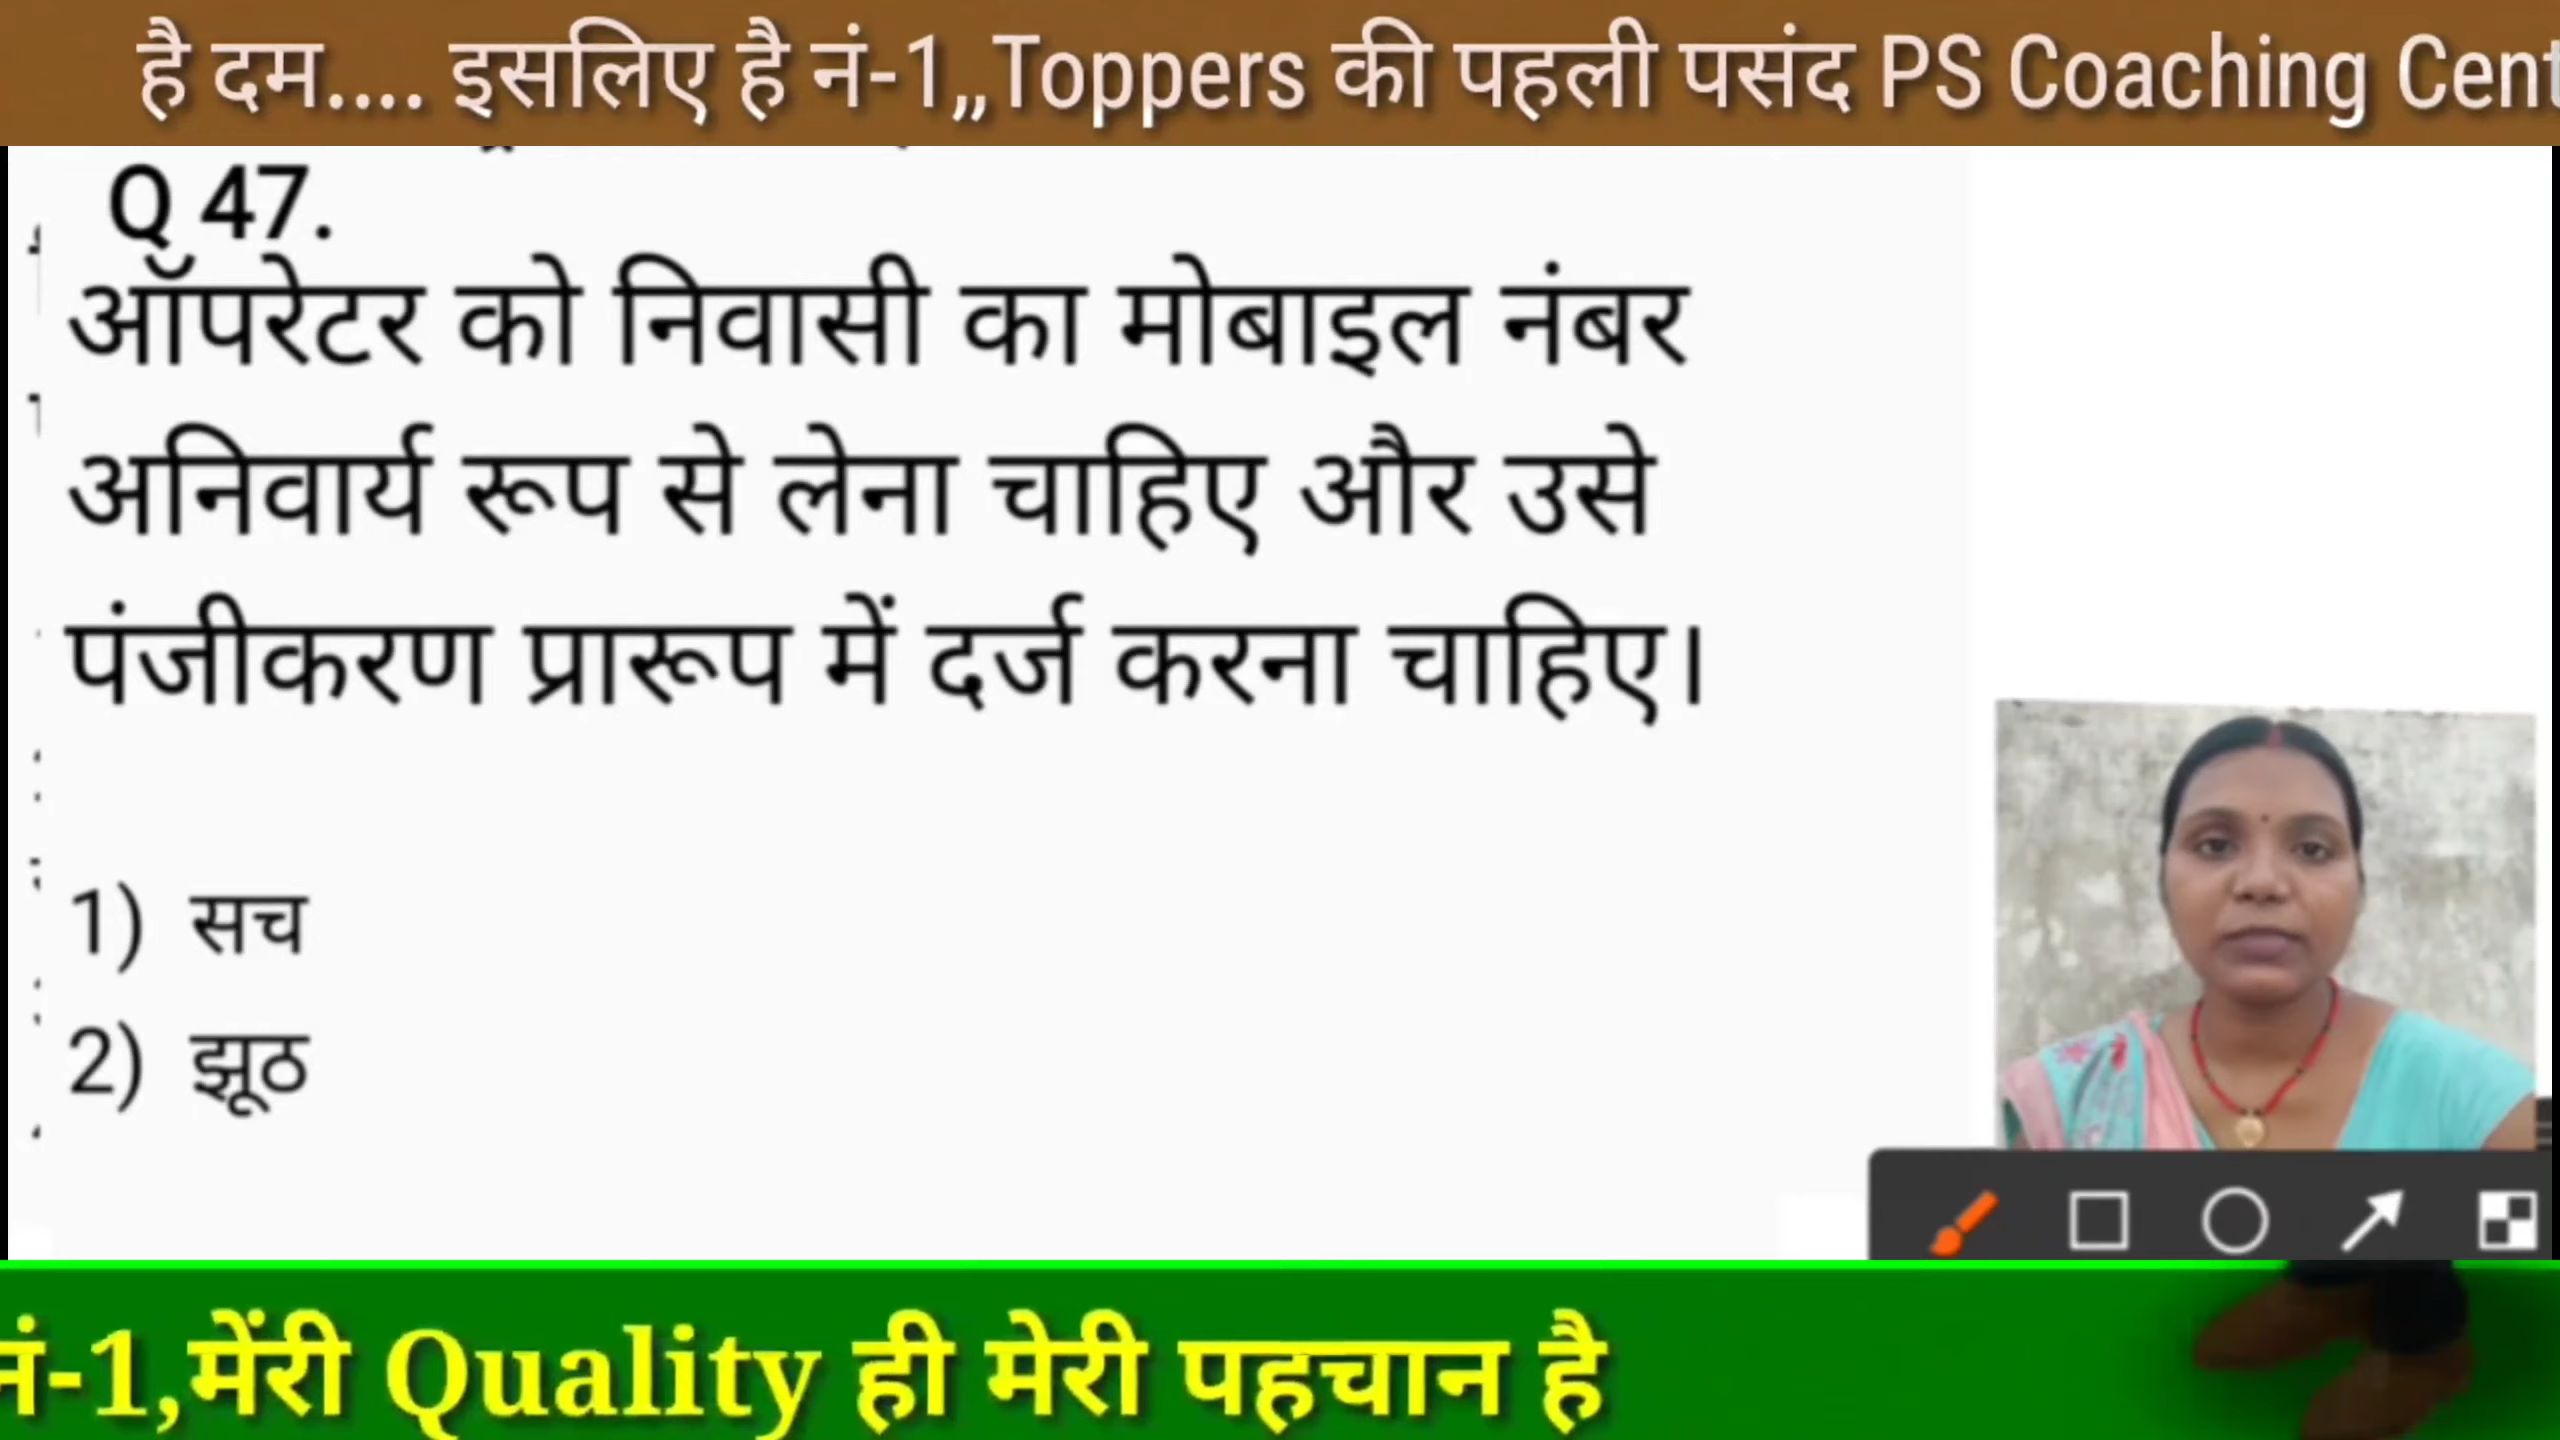 है दम.... इसलिए है नं-1,,Toppers की पहली पसंद PS Coaching Cent
Q 47.
ऑपरेटर को निवासी का मोबाइल नंबर
अनिवार्य रूप से लेना चाहिए और उसे
पंजीकरण प्रारूप में दर्ज करना चाहिए।
1) सच
2) झूठ
नं-1,मेंरी Quality ही मेरी पहचान है